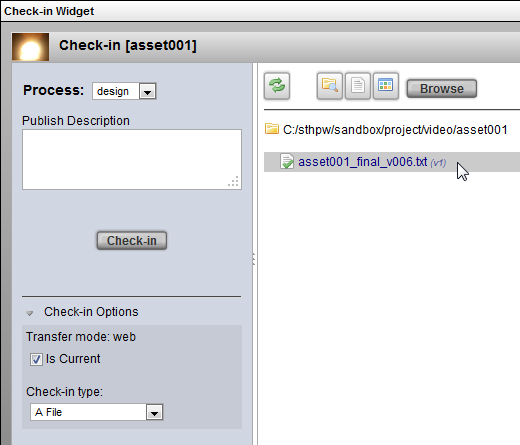 Check-in Widget
Check-in [asset001]
Process: design
Publish Description
Check-in
Check-in Options
Transfer mode: web
Is Current
Check-in type:
A File
Browse
C:/sthpw/sandbox/project/video/asset001
asset001_final_v006.txt (v1)